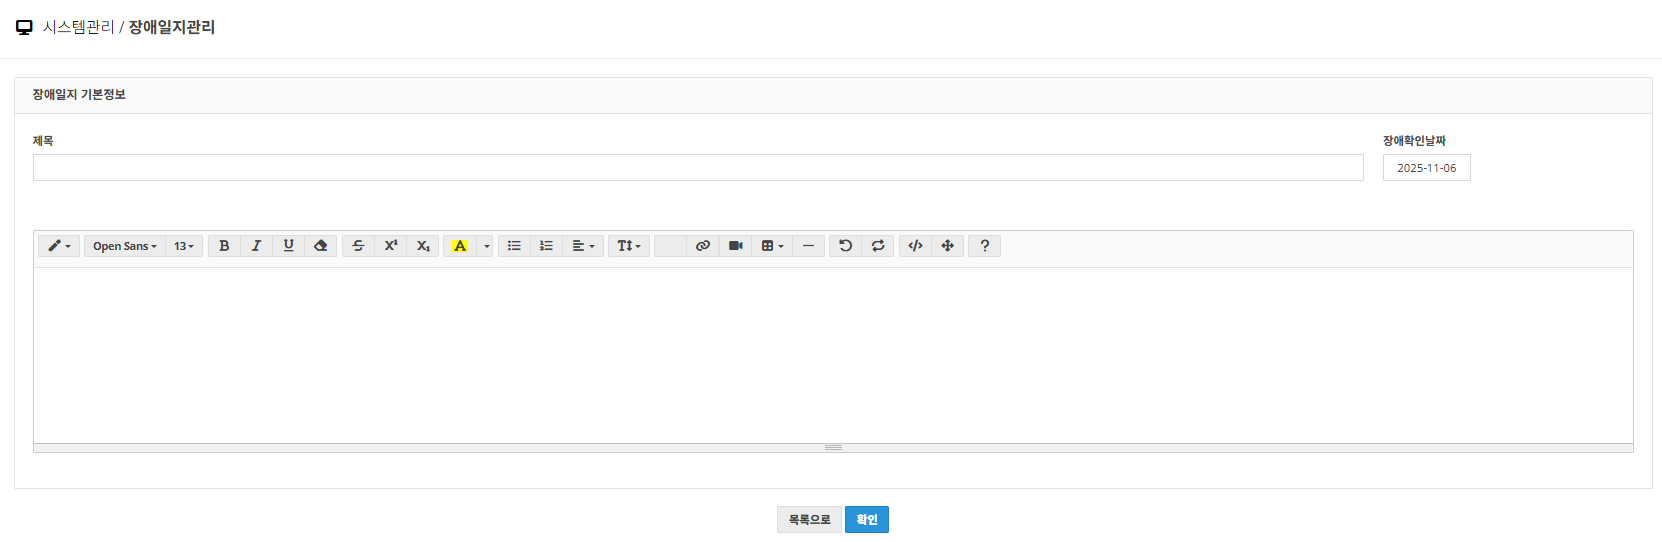 시스템관리 / 장애일지관리
장애일지 기본정보
제목
장애확인날짜
2025-11-06
Open Sans 13 B I U S X¹ X₁ A T </> ?
목록으로 확인